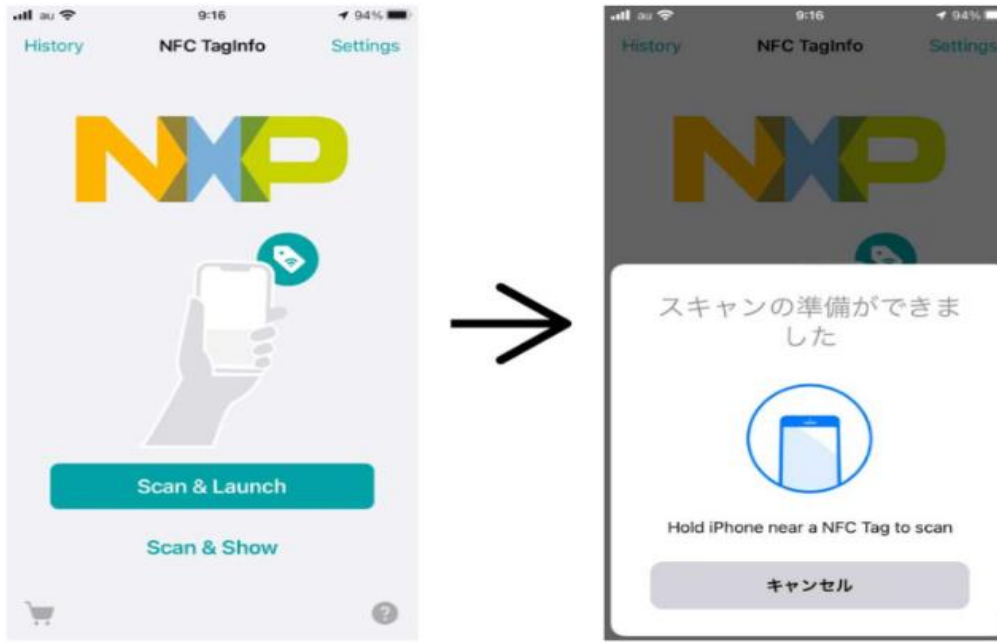 au 9:16 94%
History NFC TagInfo Settings
NXP
Scan & Launch
Scan & Show
?
au 9:16 94%
History NFC TagInfo Settings
NXP
スキャンの準備ができま
した
Hold iPhone near a NFC Tag to scan
キャンセル